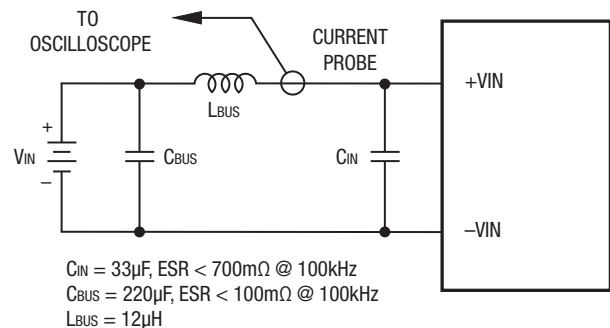 TO
OSCILLOSCOPE
CURRENT
PROBE
LBUS
+VIN
+
VIN
–
CBUS
CIN
–VIN
CIN = 33µF, ESR < 700mΩ @ 100kHz
CBUS = 220µF, ESR < 100mΩ @ 100kHz
LBUS = 12µH